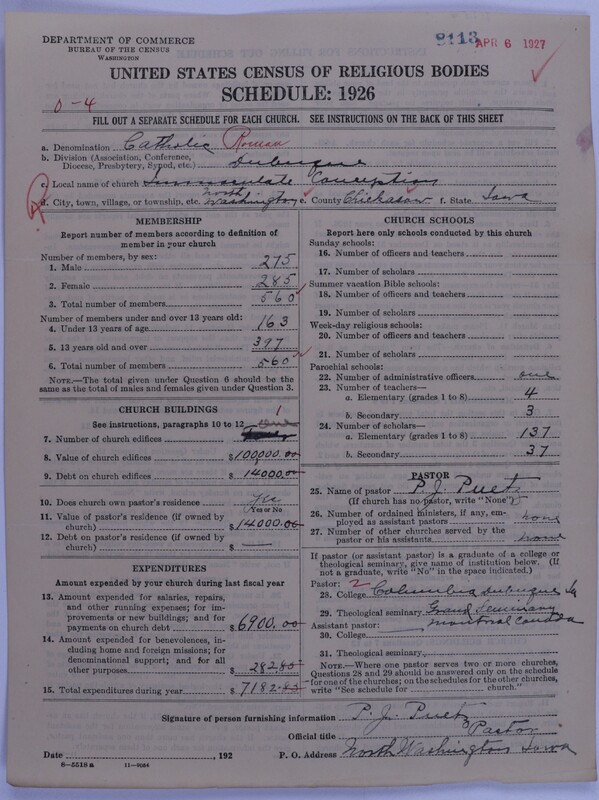 DEPARTMENT OF COMMERCE
BUREAU OF THE CENSUS
WASHINGTON
8113 APR 6 1927
UNITED STATES CENSUS OF RELIGIOUS BODIES
SCHEDULE: 1926
0-4
FILL OUT A SEPARATE SCHEDULE FOR EACH CHURCH. SEE INSTRUCTIONS ON THE BACK OF THIS SHEET
a. Denomination Catholic Roman
b. Division (Association, Conference, Diocese, Presbytery, Synod, etc.) Dubuque
c. Local name of church Immaculate Conception
d. City, town, village, or township, etc. North Washington e. County Chickasaw f. State Iowa
MEMBERSHIP
Report number of members according to definition of
member in your church
Number of members, by sex:
1. Male 275
2. Female 285
3. Total number of members 560
Number of members under and over 13 years old:
4. Under 13 years of age 163
5. 13 years old and over 397
6. Total number of members 560
NOTE.—The total given under Question 6 should be
same as the total of males and females given under Question 3.
CHURCH BUILDINGS
See instructions, paragraphs 10 to 12 one 1
7. Number of church edifices
8. Value of church edifices $100,000.00
9. Debt on church edifices $14000.00
10. Does church own pastor's residence Yes
Yes or No
11. Value of pastor's residence (if owned by
church) $14000.00
12. Debt on pastor's residence (if owned by
church) $ —
EXPENDITURES
Amount expended by your church during last fiscal year
13. Amount expended for salaries, repairs,
and other running expenses; for im-
provements or new buildings; and for
payments on church debt $6900.00
14. Amount expended for benevolences, in-
cluding home and foreign missions; for
denominational support; and for all
other purposes $282.85
15. Total expenditures during year $7182.85
CHURCH SCHOOLS
Report here only schools conducted by this church
Sunday schools:
16. Number of officers and teachers
17. Number of scholars
Summer vacation Bible schools:
18. Number of officers and teachers
19. Number of scholars
Week-day religious schools:
20. Number of officers and teachers
21. Number of scholars
Parochial schools:
22. Number of administrative officers one
23. Number of teachers—
a. Elementary (grades 1 to 8) 4
b. Secondary 3
24. Number of scholars—
a. Elementary (grades 1 to 8) 137
b. Secondary 37
PASTOR
25. Name of pastor P. J. Puetz
(If church has no pastor, write "None")
26. Number of ordained ministers, if any, em-
ployed as assistant pastors none
27. Number of other churches served by the
pastor or his assistants none
If pastor (or assistant pastor) is a graduate of a college or
theological seminary, give name of institution below. (If
not a graduate, write "No" in the space indicated.)
Pastor: 2
28. College Columbia Dubuque Ia
29. Theological seminary Grand Seminary
Assistant pastor: Montreal Canada
30. College
31. Theological seminary
NOTE.—Where one pastor serves two or more churches,
Questions 28 and 29 should be answered only on the schedule
for one of the churches; on the schedules for the other churches,
write "See schedule for church."
Signature of person furnishing information P. J. Puetz
Official title Pastor
Date , 192 P. O. Address North Washington Iowa
8—5518a 11—9064